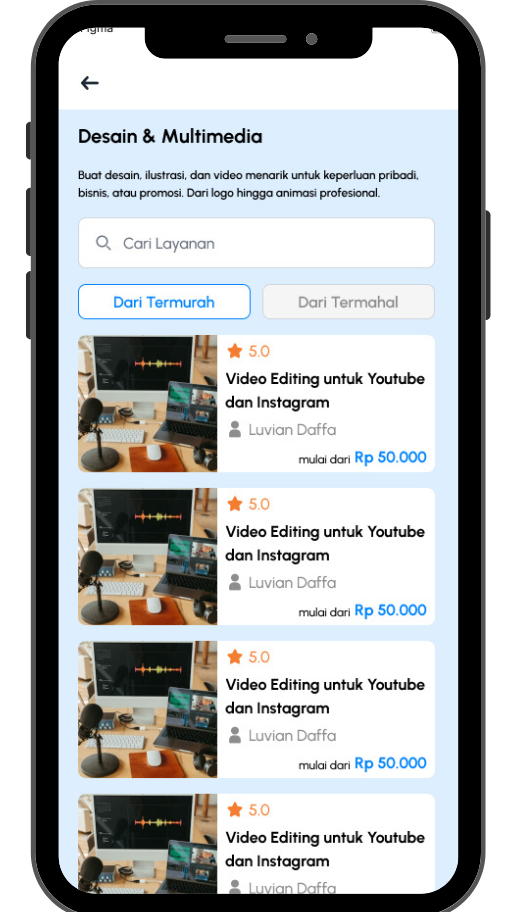 Figma
Desain & Multimedia
Buat desain, ilustrasi, dan video menarik untuk keperluan pribadi,
bisnis, atau promosi. Dari logo hingga animasi profesional.
Cari Layanan
Dari Termurah
Dari Termahal
5.0
Video Editing untuk Youtube
dan Instagram
Luvian Daffa
mulai dari Rp 50.000
5.0
Video Editing untuk Youtube
dan Instagram
Luvian Daffa
mulai dari Rp 50.000
5.0
Video Editing untuk Youtube
dan Instagram
Luvian Daffa
mulai dari Rp 50.000
5.0
Video Editing untuk Youtube
dan Instagram
Luvian Daffa